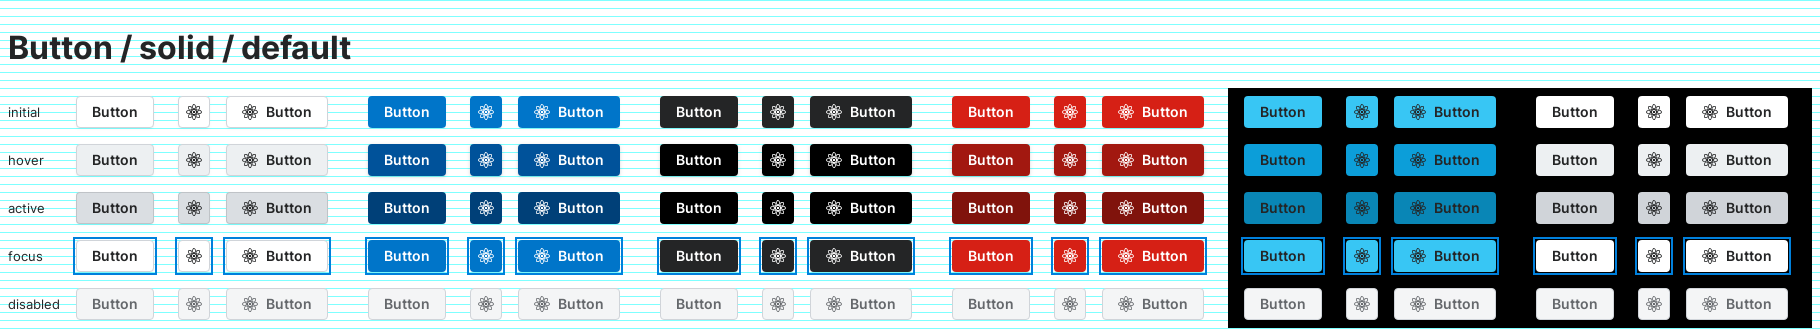 Button / solid / default
initial Button Button Button Button Button Button Button Button Button Button Button Button
hover Button Button Button Button Button Button Button Button Button Button Button Button
active Button Button Button Button Button Button Button Button Button Button Button Button
focus Button Button Button Button Button Button Button Button Button Button Button Button
disabled Button Button Button Button Button Button Button Button Button Button Button Button